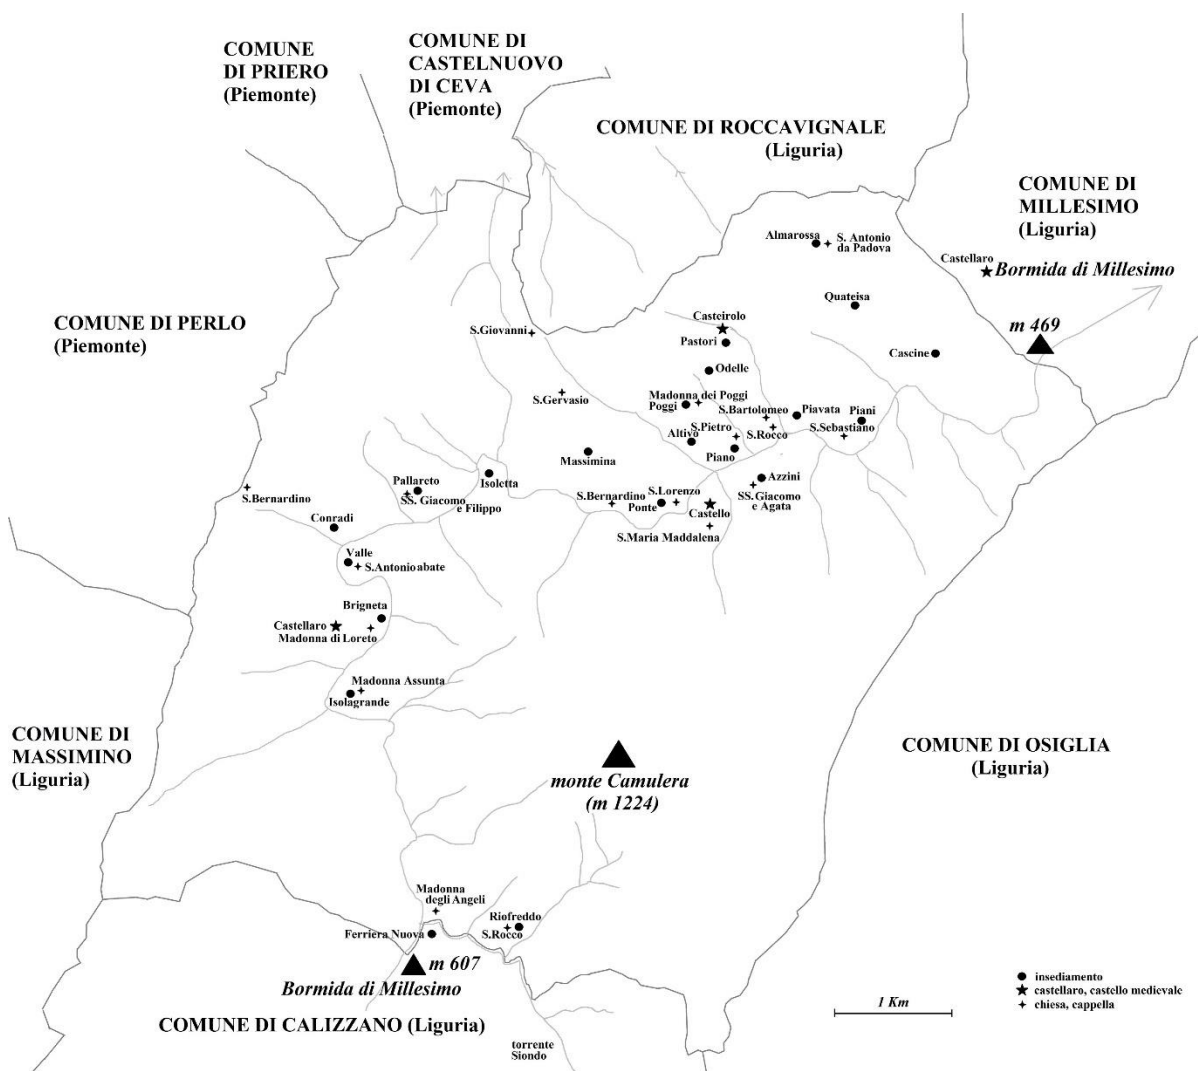 COMUNE
DI PRIERO
(Piemonte)
COMUNE DI
CASTELNUOVO
DI CEVA
(Piemonte)
COMUNE DI ROCCAVIGNALE
(Liguria)
COMUNE DI
MILLESIMO
(Liguria)
Almarossa
S. Antonio
da Padova
Castellaro
Bormida di Millesimo
Quateisa
COMUNE DI PERLO
(Piemonte)
S.Giovanni
Casteirolo
Pastori
m 469
Cascine
Odelle
S.Gervasio
Madonna dei Poggi
Poggi
S.Bartolomeo
Piavata
Piani
S.Pietro
S.Rocco
S.Sebastiano
Altivo
Piano
Massimina
Isoletta
Pallareto
SS. Giacomo
e Filippo
S.Bernardino
Azzini
SS.Giacomo
e Agata
S.Bernardino
S.Lorenzo
Ponte
Castello
S.Maria Maddalena
Conradi
Valle
S.Antonio abate
Brigneta
Castellaro
Madonna di Loreto
Madonna Assunta
Isolagrande
COMUNE DI
MASSIMINO
(Liguria)
COMUNE DI OSIGLIA
(Liguria)
monte Camulera
(m 1224)
Madonna
degli Angeli
Riofreddo
S.Rocco
Ferriera Nuova
m 607
Bormida di Millesimo
COMUNE DI CALIZZANO (Liguria)
torrente
Siondo
1 Km
insediamento
castellaro, castello medievale
chiesa, cappella